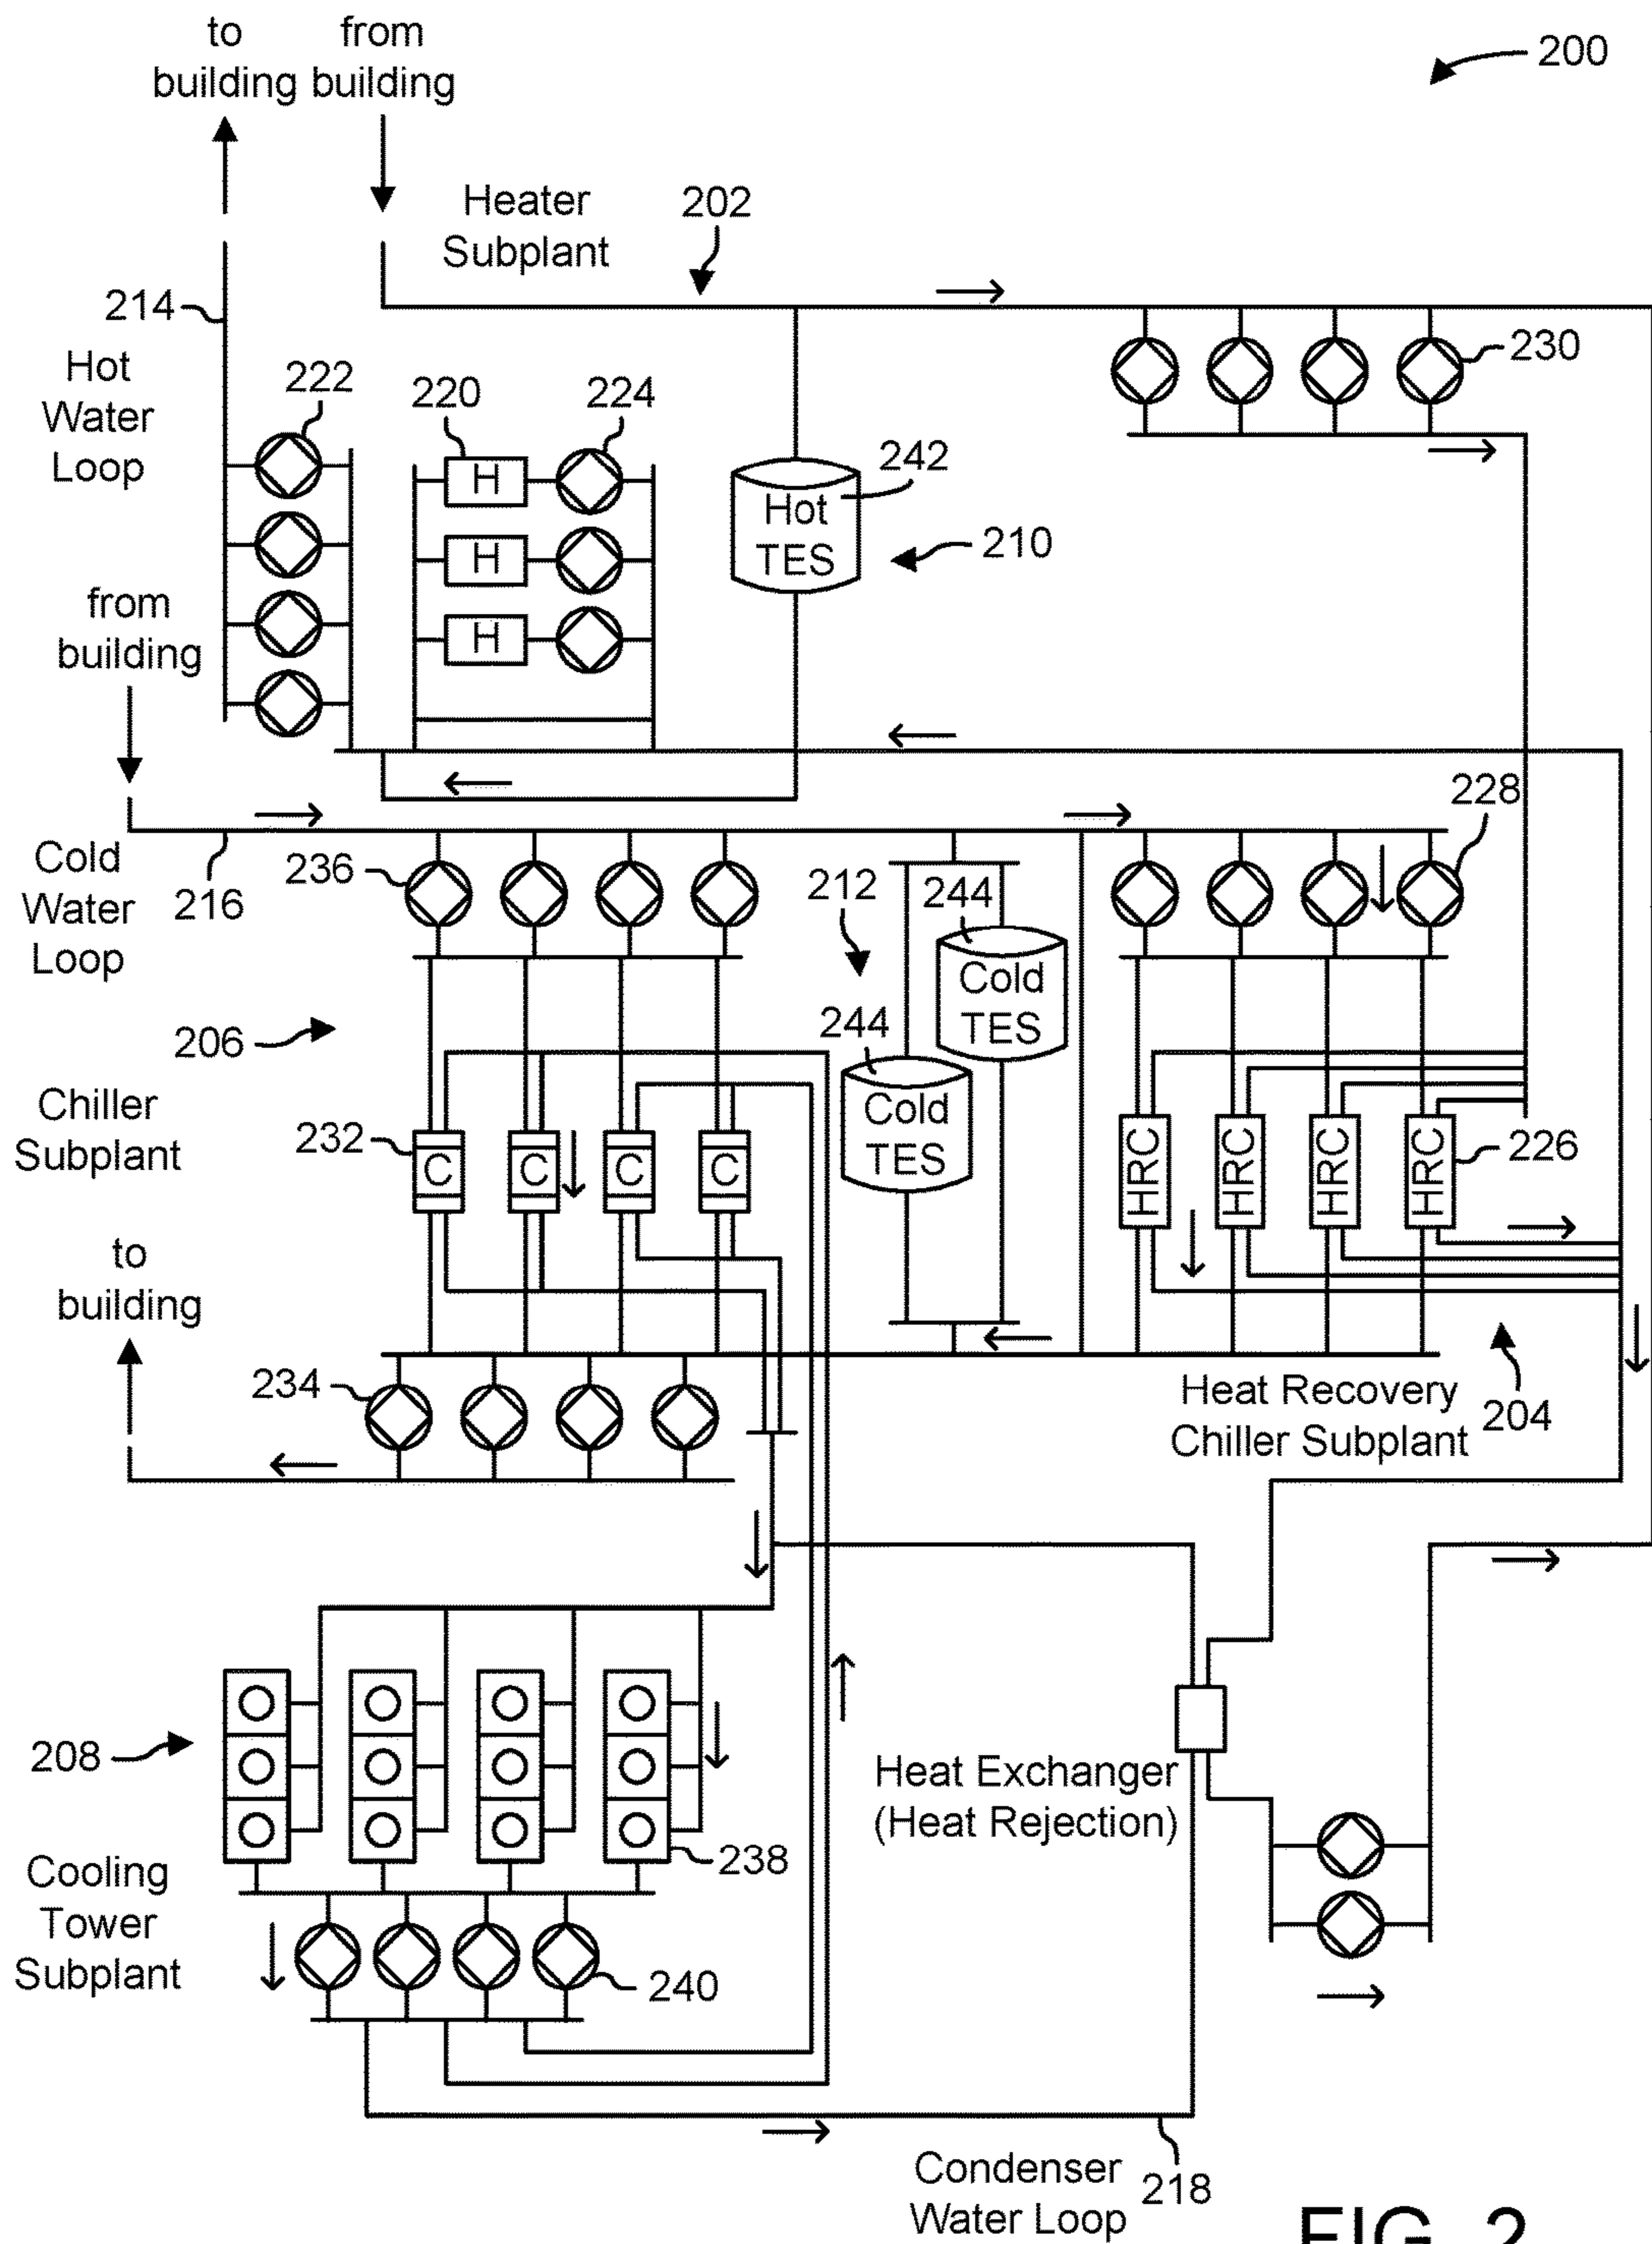 to
building
from
building
200
Heater
Subplant
202
214
Hot
Water
Loop
222
220
224
230
H
H
H
Hot
TES
242
210
from
building
228
Cold
Water
Loop
216
236
212
244
Cold
TES
244
Cold
TES
206
Chiller
Subplant
232
C
C
C
C
HRC
HRC
HRC
HRC
226
to
building
234
Heat Recovery
Chiller Subplant
204
208
Heat Exchanger
(Heat Rejection)
238
Cooling
Tower
Subplant
240
Condenser
Water Loop
218
FIG. 2